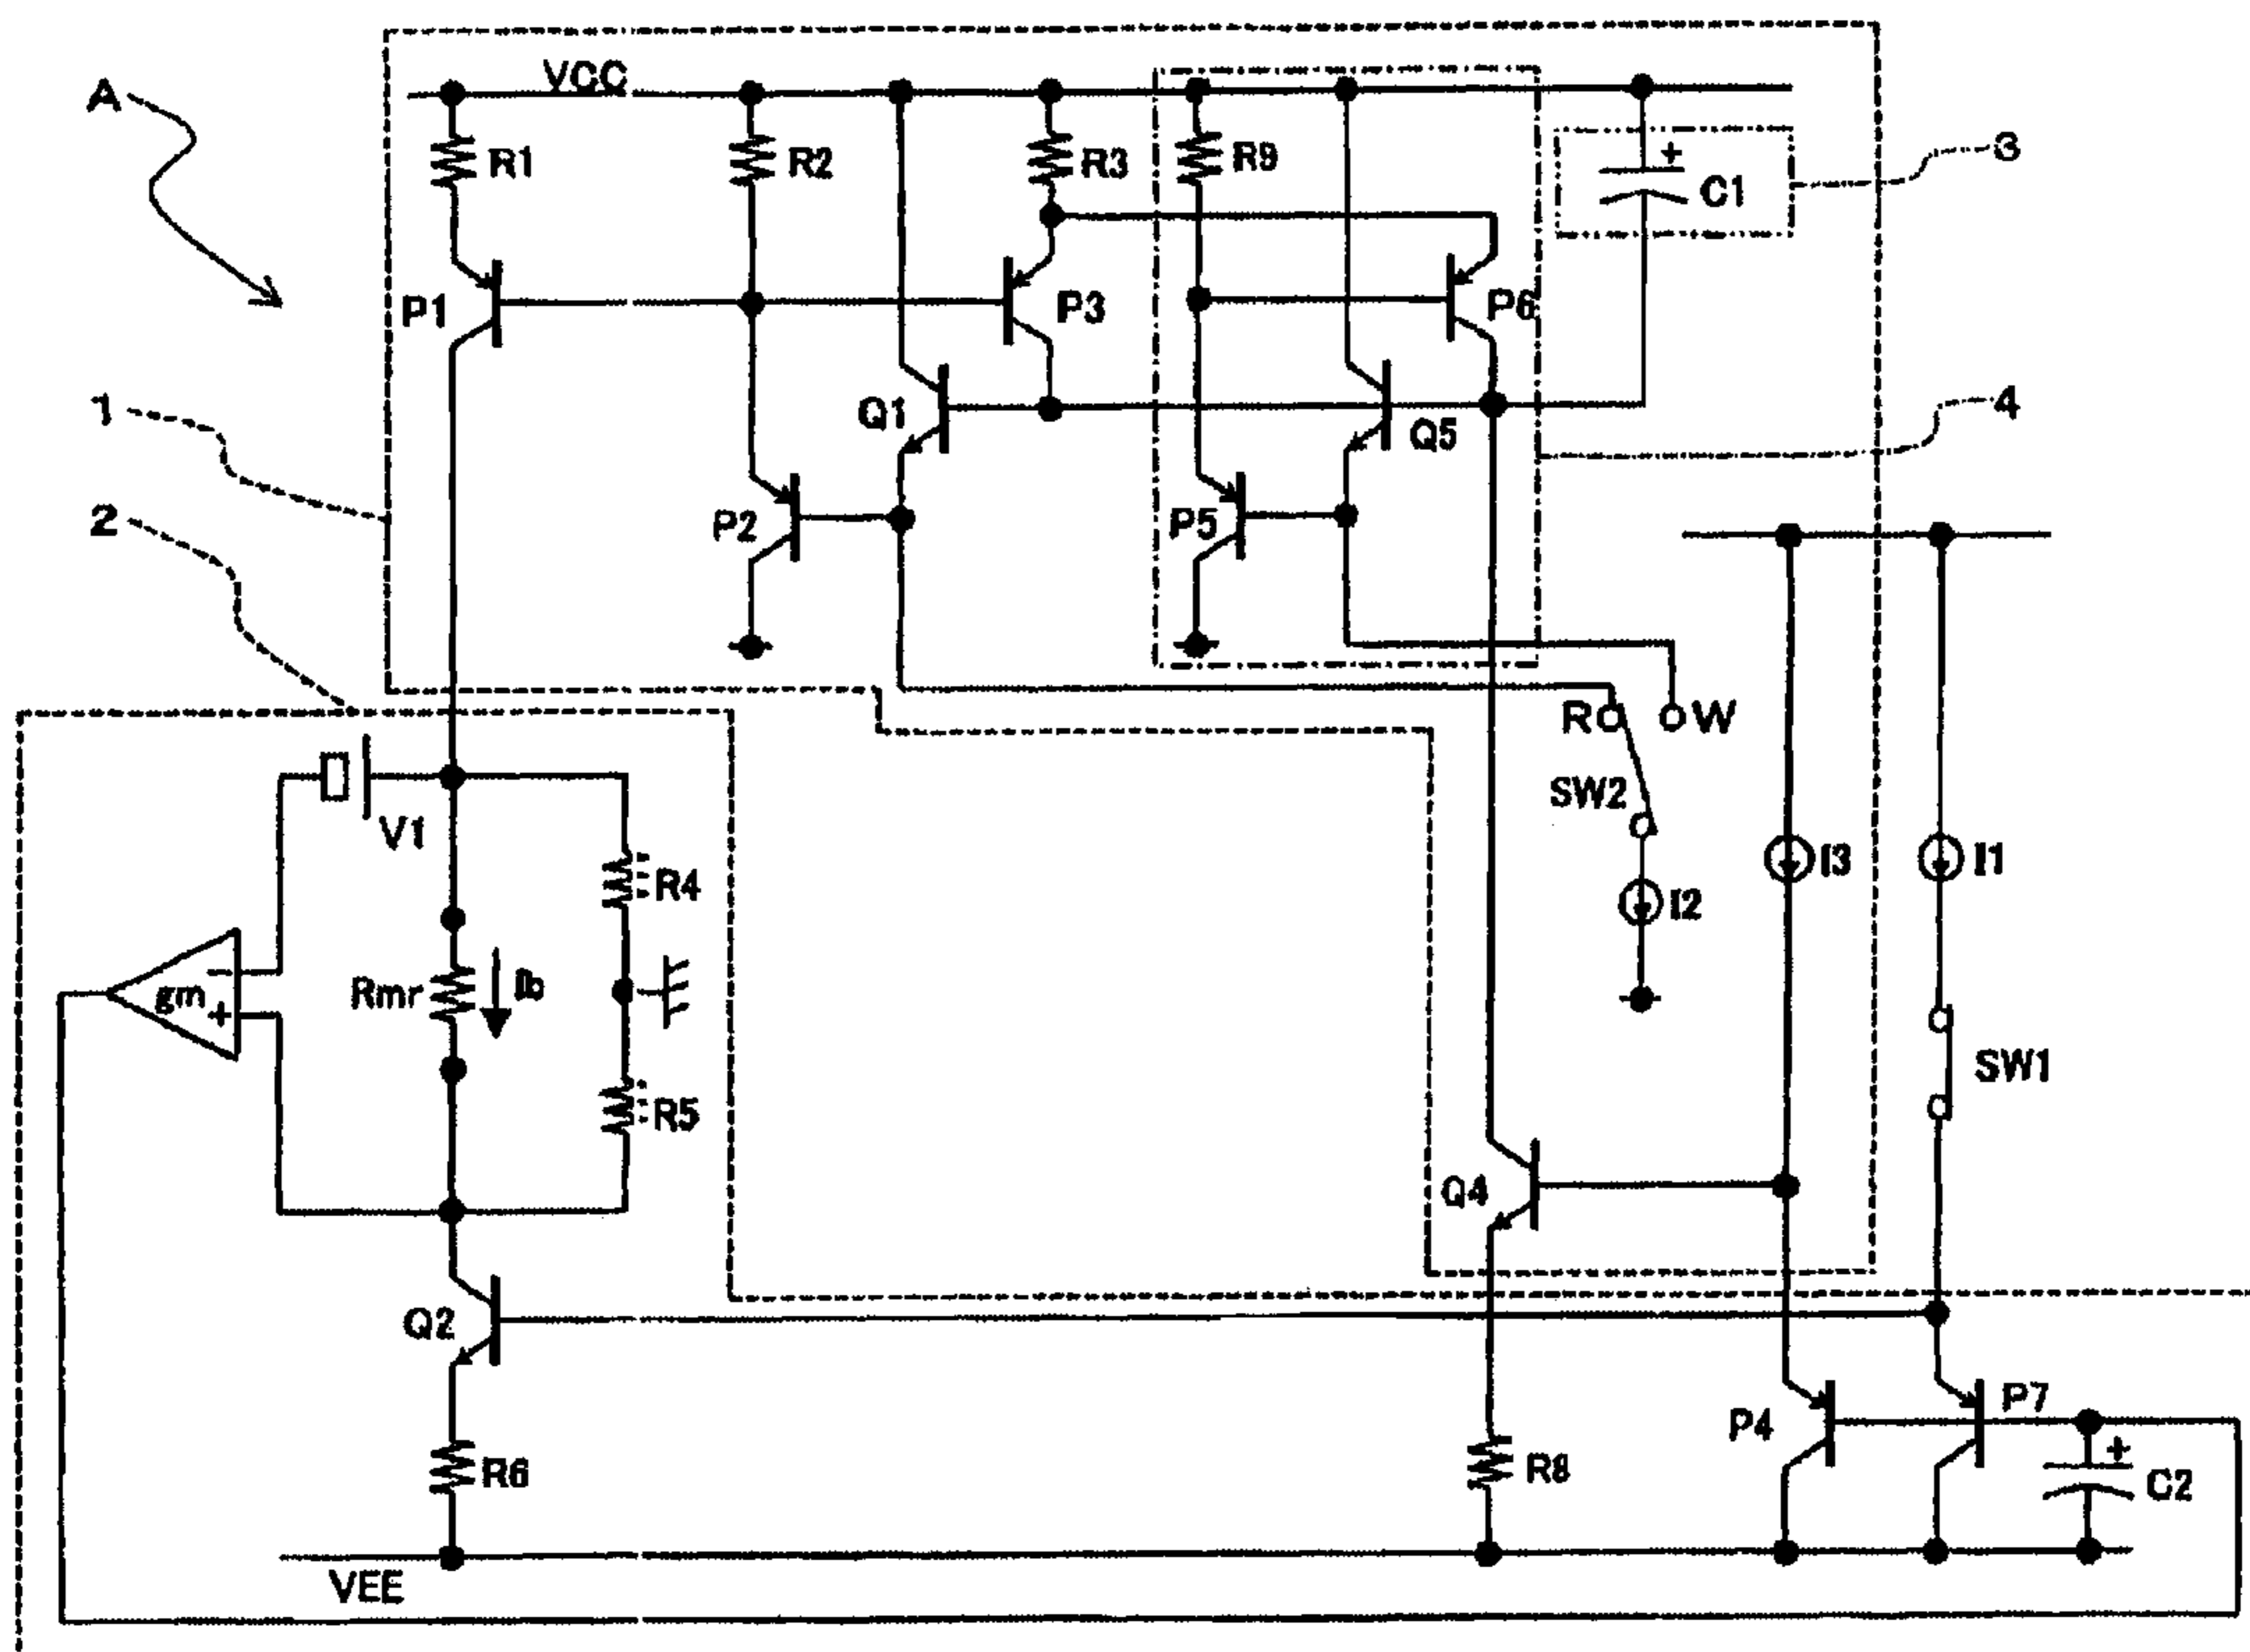 A
VCC
R1
R2
R3
R9
+
C1
3
P1
P3
P6
1
Q1
Q5
4
2
P2
P5
R
W
SW2
V1
I3
I1
R4
I2
gm
−
+
Rmr
Ib
R5
SW1
Q4
Q2
P7
P4
+
C2
R6
R8
VEE